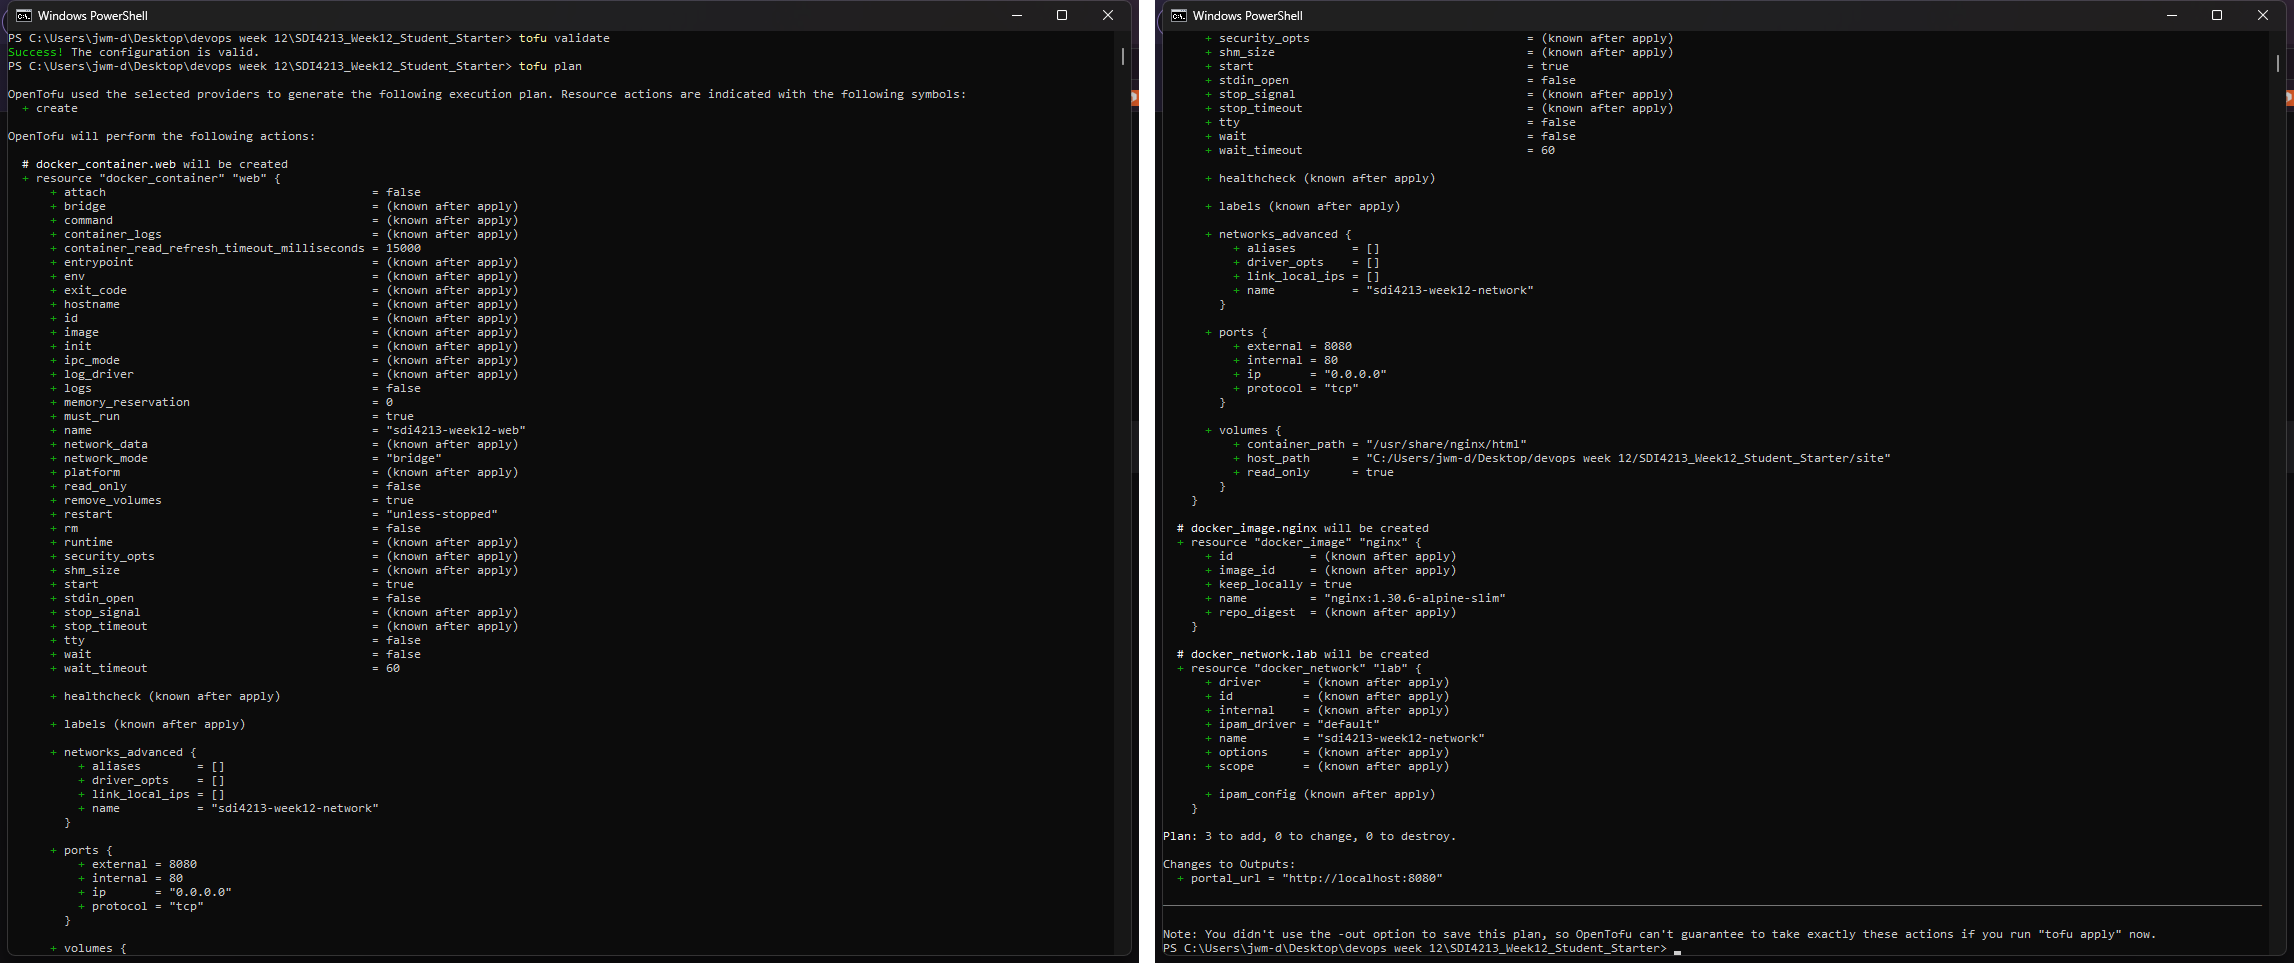 Windows PowerShell
PS C:\Users\jwm-d\Desktop\devops week 12\SDI4213_Week12_Student_Starter> tofu validate
Success! The configuration is valid.
PS C:\Users\jwm-d\Desktop\devops week 12\SDI4213_Week12_Student_Starter> tofu plan
OpenTofu used the selected providers to generate the following execution plan. Resource actions are indicated with the following symbols:
  + create
OpenTofu will perform the following actions:
  # docker_container.web will be created
  + resource "docker_container" "web" {
      + attach                                      = false
      + bridge                                      = (known after apply)
      + command                                     = (known after apply)
      + container_logs                              = (known after apply)
      + container_read_refresh_timeout_milliseconds = 15000
      + entrypoint                                  = (known after apply)
      + env                                         = (known after apply)
      + exit_code                                   = (known after apply)
      + hostname                                    = (known after apply)
      + id                                          = (known after apply)
      + image                                       = (known after apply)
      + init                                        = (known after apply)
      + ipc_mode                                    = (known after apply)
      + log_driver                                  = (known after apply)
      + logs                                        = false
      + memory_reservation                          = 0
      + must_run                                    = true
      + name                                        = "sdi4213-week12-web"
      + network_data                                = (known after apply)
      + network_mode                                = "bridge"
      + platform                                    = (known after apply)
      + read_only                                   = false
      + remove_volumes                              = true
      + restart                                     = "unless-stopped"
      + rm                                          = false
      + runtime                                     = (known after apply)
      + security_opts                               = (known after apply)
      + shm_size                                    = (known after apply)
      + start                                       = true
      + stdin_open                                  = false
      + stop_signal                                 = (known after apply)
      + stop_timeout                                = (known after apply)
      + tty                                         = false
      + wait                                        = false
      + wait_timeout                                = 60
      + healthcheck (known after apply)
      + labels (known after apply)
      + networks_advanced {
          + aliases        = []
          + driver_opts    = []
          + link_local_ips = []
          + name           = "sdi4213-week12-network"
        }
      + ports {
          + external = 8080
          + internal = 80
          + ip       = "0.0.0.0"
          + protocol = "tcp"
        }
      + volumes {
Windows PowerShell
      + security_opts                               = (known after apply)
      + shm_size                                    = (known after apply)
      + start                                       = true
      + stdin_open                                  = false
      + stop_signal                                 = (known after apply)
      + stop_timeout                                = (known after apply)
      + tty                                         = false
      + wait                                        = false
      + wait_timeout                                = 60
      + healthcheck (known after apply)
      + labels (known after apply)
      + networks_advanced {
          + aliases        = []
          + driver_opts    = []
          + link_local_ips = []
          + name           = "sdi4213-week12-network"
        }
      + ports {
          + external = 8080
          + internal = 80
          + ip       = "0.0.0.0"
          + protocol = "tcp"
        }
      + volumes {
          + container_path = "/usr/share/nginx/html"
          + host_path      = "C:/Users/jwm-d/Desktop/devops week 12/SDI4213_Week12_Student_Starter/site"
          + read_only      = true
        }
    }
  # docker_image.nginx will be created
  + resource "docker_image" "nginx" {
      + id           = (known after apply)
      + image_id     = (known after apply)
      + keep_locally = true
      + name         = "nginx:1.30.6-alpine-slim"
      + repo_digest  = (known after apply)
    }
  # docker_network.lab will be created
  + resource "docker_network" "lab" {
      + driver      = (known after apply)
      + id          = (known after apply)
      + internal    = (known after apply)
      + ipam_driver = "default"
      + name        = "sdi4213-week12-network"
      + options     = (known after apply)
      + scope       = (known after apply)
      + ipam_config (known after apply)
    }
Plan: 3 to add, 0 to change, 0 to destroy.
Changes to Outputs:
  + portal_url = "http://localhost:8080"
Note: You didn't use the -out option to save this plan, so OpenTofu can't guarantee to take exactly these actions if you run "tofu apply" now.
PS C:\Users\jwm-d\Desktop\devops week 12\SDI4213_Week12_Student_Starter>